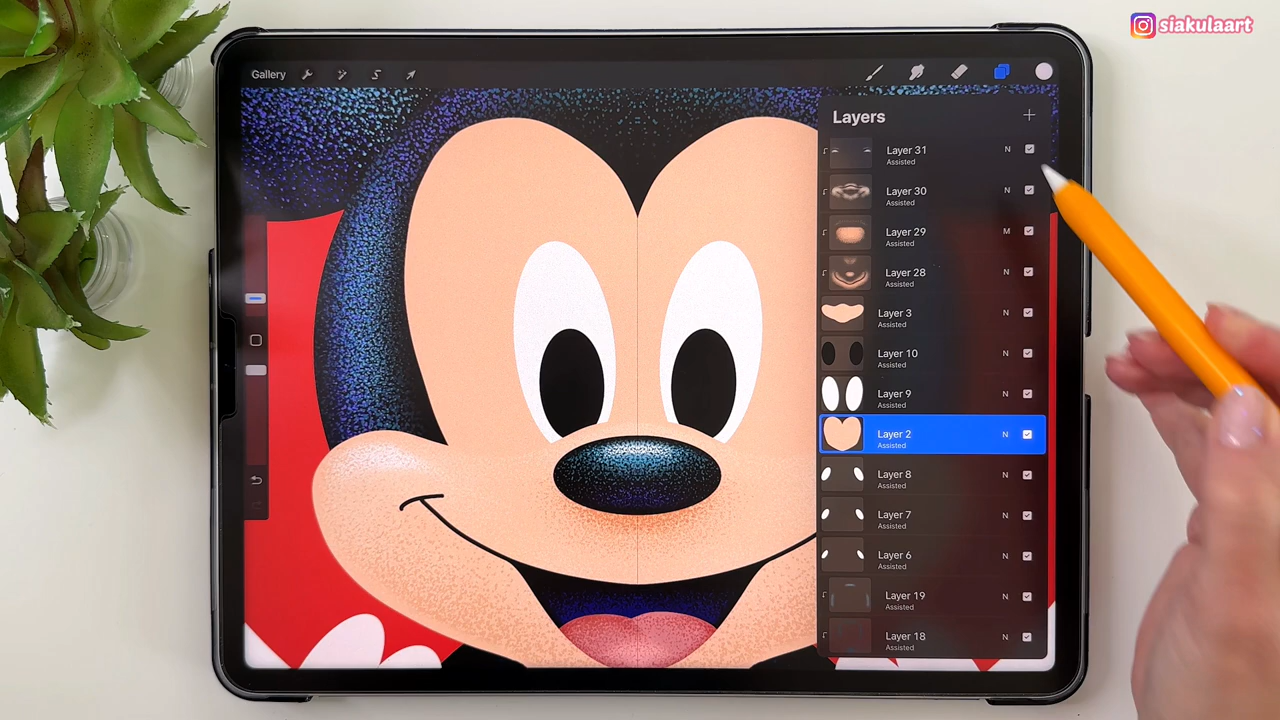 siakulaart
Gallery
Layers
Layer 31
Assisted
N
Layer 30
Assisted
N
Layer 29
Assisted
M
Layer 28
Assisted
N
Layer 3
Assisted
N
Layer 10
Assisted
N
Layer 9
Assisted
N
Layer 2
Assisted
N
Layer 8
Assisted
N
Layer 7
Assisted
N
Layer 6
Assisted
N
Layer 19
Assisted
N
Layer 18
Assisted
N